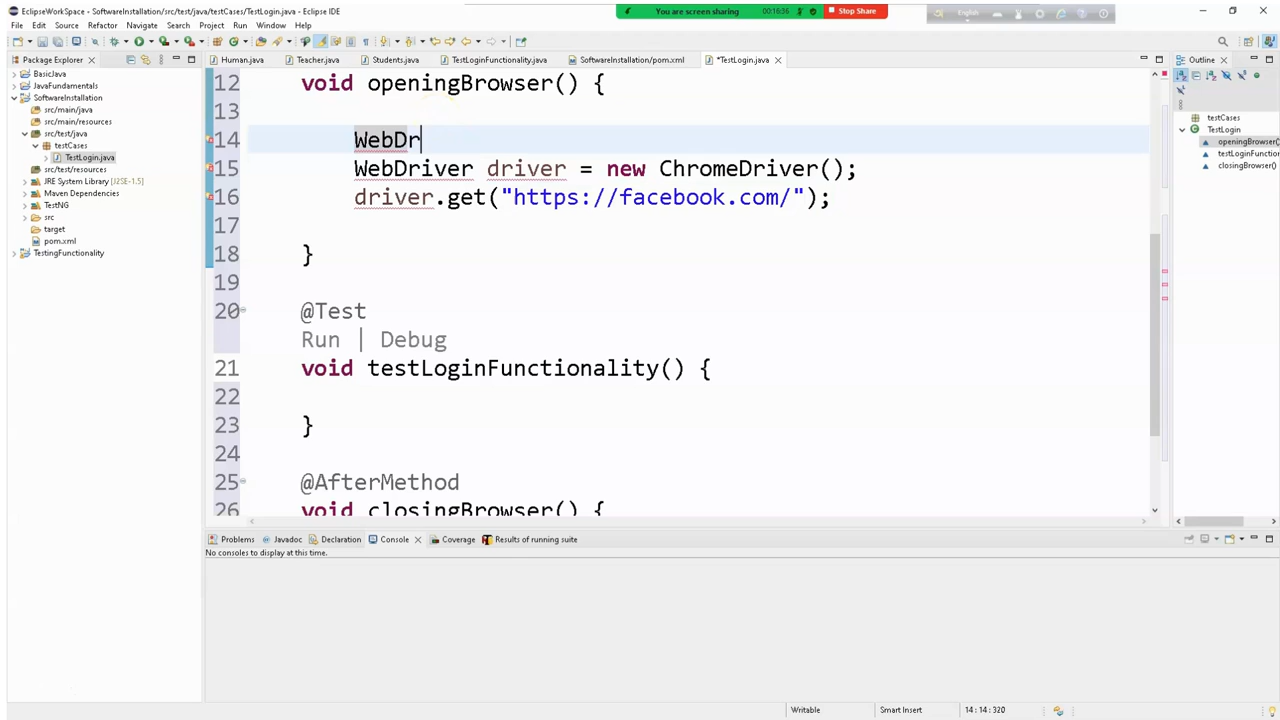 EclipseWorkSpace - SoftwareInstallation/src/test/java/testCases/TestLogin.java - Eclipse IDE
You are screen sharing
00:16:36
Stop Share
English
File Edit Source Refactor Navigate Search Project Run Window Help
Package Explorer
Human.java
Teacher.java
Students.java
TestLoginFunctionality.java
SoftwareInstallation/pom.xml
*TestLogin.java
Outline
BasicJava
JavaFundamentals
SoftwareInstallation
src/main/java
src/main/resources
src/test/java
testCases
TestLogin.java
src/test/resources
JRE System Library [J2SE-1.5]
Maven Dependencies
TestNG
src
target
pom.xml
TestingFunctionality
12 void openingBrowser() {
13
14 WebDr
15 WebDriver driver = new ChromeDriver();
16 driver.get("https://facebook.com/");
17
18 }
19
20 @Test
Run | Debug
21 void testLoginFunctionality() {
22
23 }
24
25 @AfterMethod
26 void closingBrowser() {
testCases
TestLogin
openingBrowser()
testLoginFunctio
closingBrowser()
Problems Javadoc Declaration Console Coverage Results of running suite
No consoles to display at this time.
Writable Smart Insert 14 : 14 : 320